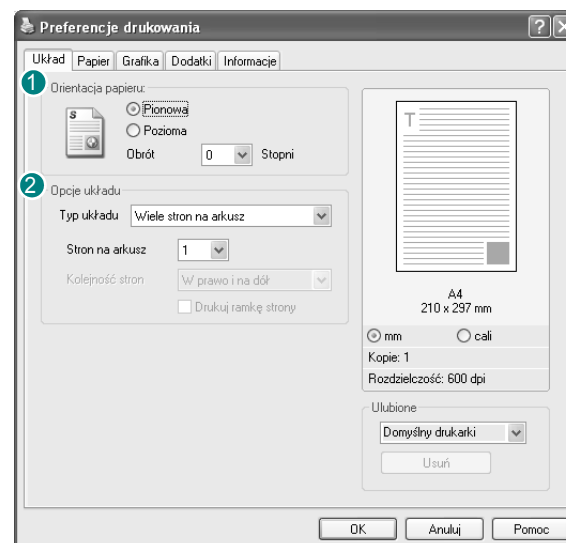 Preferencje drukowania
Układ Papier Grafika Dodatki Informacje
1
Orientacja papieru:
S
Pionowa
Pozioma
Obrót 0 Stopni
2
Opcje układu
Typ układu Wiele stron na arkusz
Stron na arkusz 1
Kolejność stron W prawo i na dół
Drukuj ramkę strony
T
A4
210 x 297 mm
mm cali
Kopie: 1
Rozdzielczość: 600 dpi
Ulubione
Domyślny drukarki
Usuń
OK Anuluj Pomoc